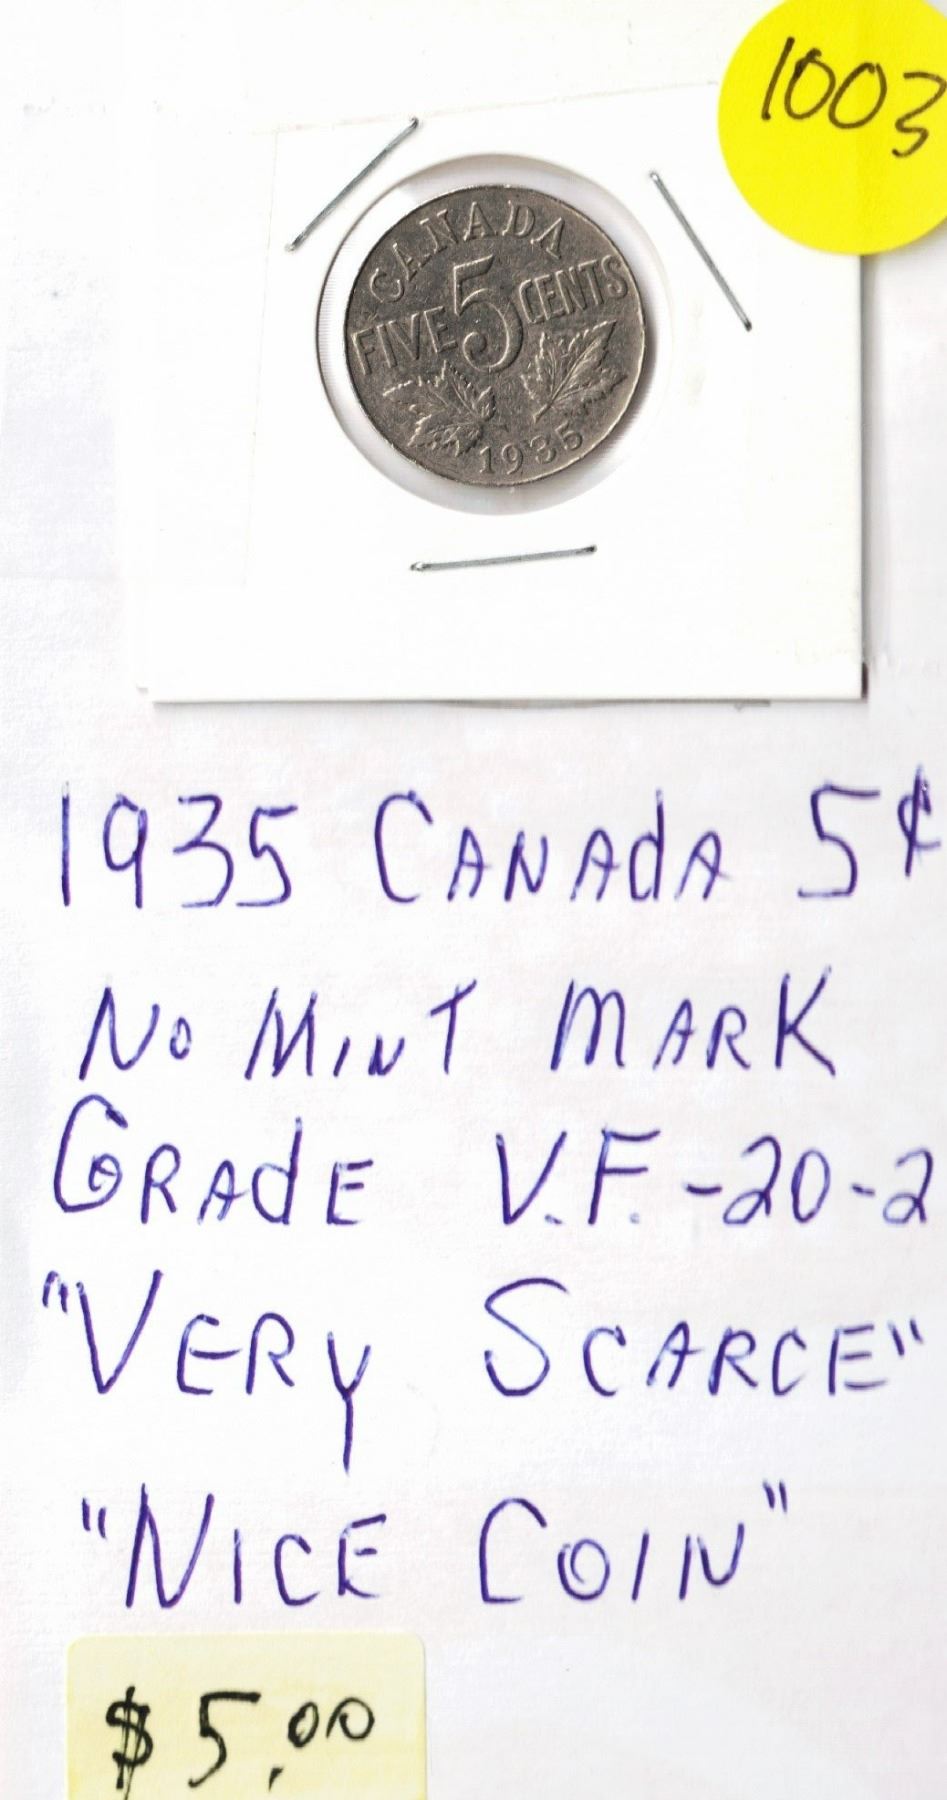 1003
CANADA
FIVE 5 CENTS
1935
1935 CANADA 5¢
No MINT MARK
GRADE V.F.-20-2
"VERY SCARCE"
"NICE COIN"
$5.00